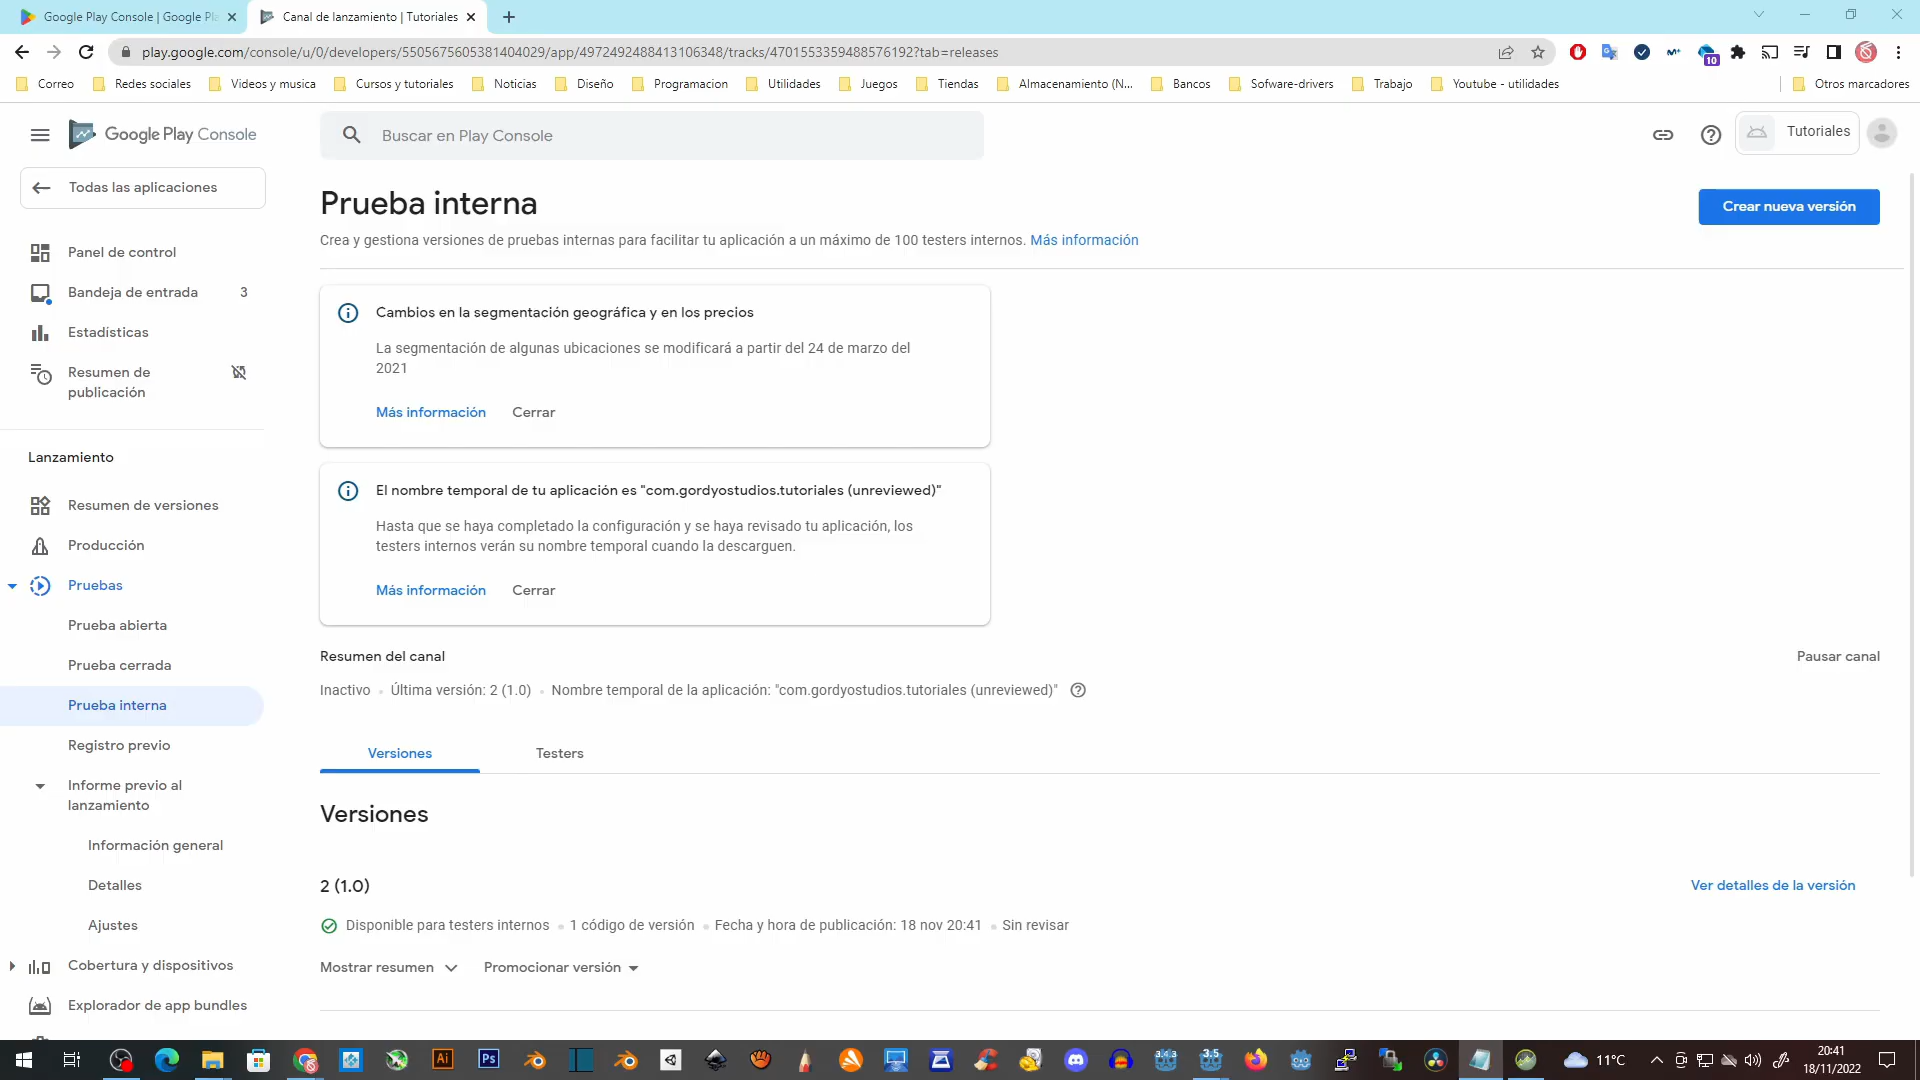 Google Play Console | Google Pla
Canal de lanzamiento | Tutoriales
play.google.com/console/u/0/developers/5505675605381404029/app/4972492488413106348/tracks/4701553359488576192?tab=releases
10
Correo
Redes sociales
Videos y musica
Cursos y tutoriales
Noticias
Diseño
Programacion
Utilidades
Juegos
Tiendas
Almacenamiento (N...
Bancos
Sofware-drivers
Trabajo
Youtube - utilidades
Otros marcadores
Google Play Console
Buscar en Play Console
Tutoriales
Todas las aplicaciones
Panel de control
Bandeja de entrada 3
Estadísticas
Resumen de
publicación
Lanzamiento
Resumen de versiones
Producción
Pruebas
Prueba abierta
Prueba cerrada
Prueba interna
Registro previo
Informe previo al
lanzamiento
Información general
Detalles
Ajustes
Cobertura y dispositivos
Explorador de app bundles
Prueba interna
Crear nueva versión
Crea y gestiona versiones de pruebas internas para facilitar tu aplicación a un máximo de 100 testers internos. Más información
Cambios en la segmentación geográfica y en los precios
La segmentación de algunas ubicaciones se modificará a partir del 24 de marzo del
2021
Más información Cerrar
El nombre temporal de tu aplicación es "com.gordyostudios.tutoriales (unreviewed)"
Hasta que se haya completado la configuración y se haya revisado tu aplicación, los
testers internos verán su nombre temporal cuando la descarguen.
Más información Cerrar
Resumen del canal
Pausar canal
Inactivo • Última versión: 2 (1.0) • Nombre temporal de la aplicación: "com.gordyostudios.tutoriales (unreviewed)"
Versiones Testers
Versiones
2 (1.0)
Ver detalles de la versión
Disponible para testers internos • 1 código de versión • Fecha y hora de publicación: 18 nov 20:41 • Sin revisar
Mostrar resumen Promocionar versión
Ai
Ps
3.4.3
3.5
11°C
20:41
18/11/2022